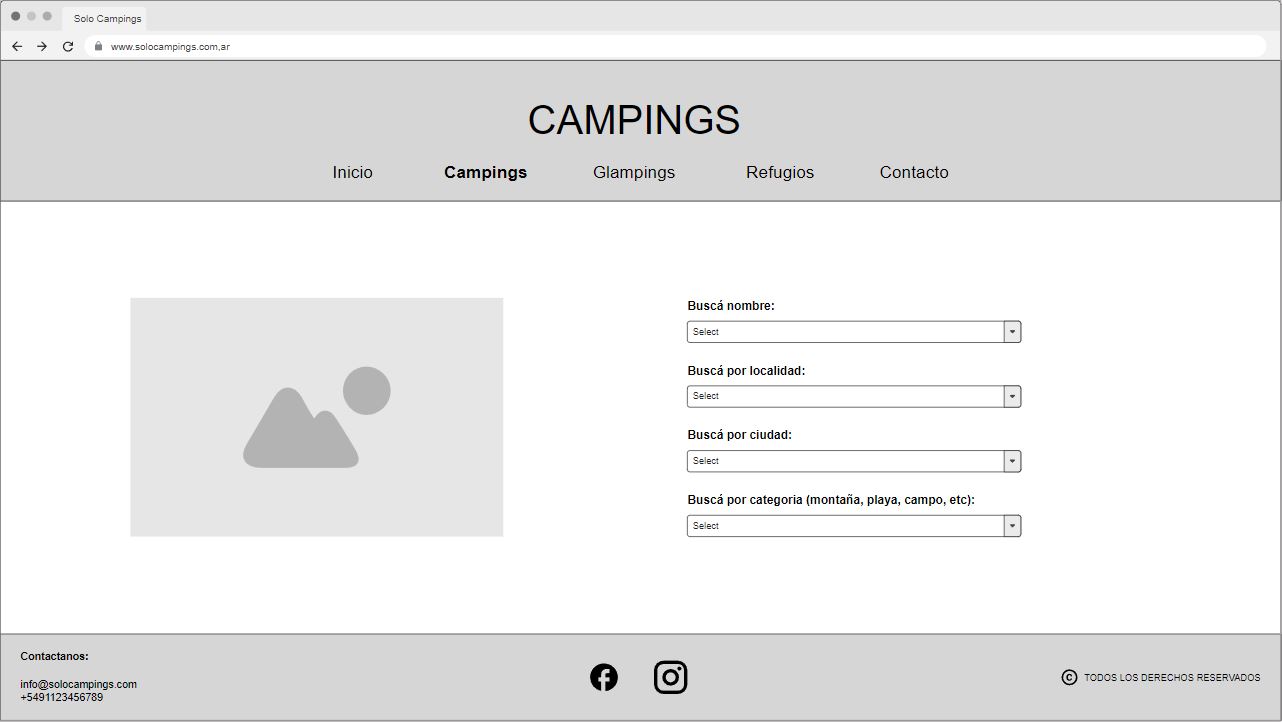 Solo Campings
www.solocampings.com,ar
CAMPINGS
Inicio Campings Glampings Refugios Contacto
Buscá nombre:
Select
Buscá por localidad:
Select
Buscá por ciudad:
Select
Buscá por categoria (montaña, playa, campo, etc):
Select
Contactanos:
info@solocampings.com
+5491123456789
© TODOS LOS DERECHOS RESERVADOS